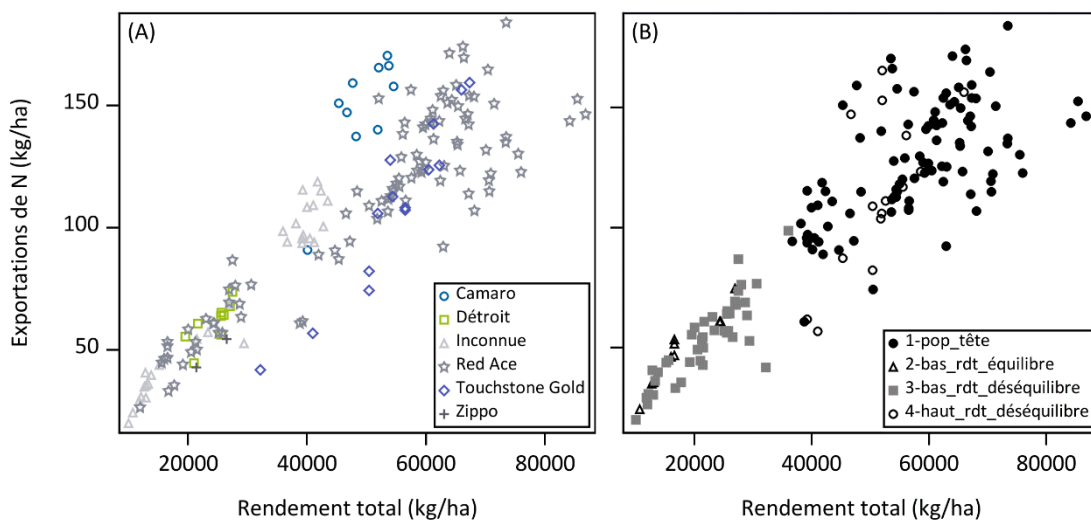 (A)
(B)
Exportations de N (kg/ha)
150
100
50
Camaro
Détroit
Inconnue
Red Ace
Touchstone Gold
Zippo
1-pop_tête
2-bas_rdt_équilibre
3-bas_rdt_déséquilibre
4-haut_rdt_déséquilibre
20000 40000 60000 80000
20000 40000 60000 80000
Rendement total (kg/ha)
Rendement total (kg/ha)